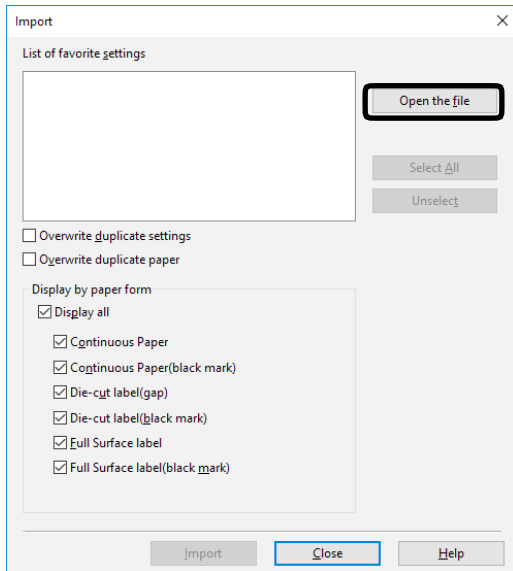 Import
List of favorite settings
Open the file
Select All
Unselect
Overwrite duplicate settings
Overwrite duplicate paper
Display by paper form
Display all
Continuous Paper
Continuous Paper(black mark)
Die-cut label(gap)
Die-cut label(black mark)
Full Surface label
Full Surface label(black mark)
Import Close Help